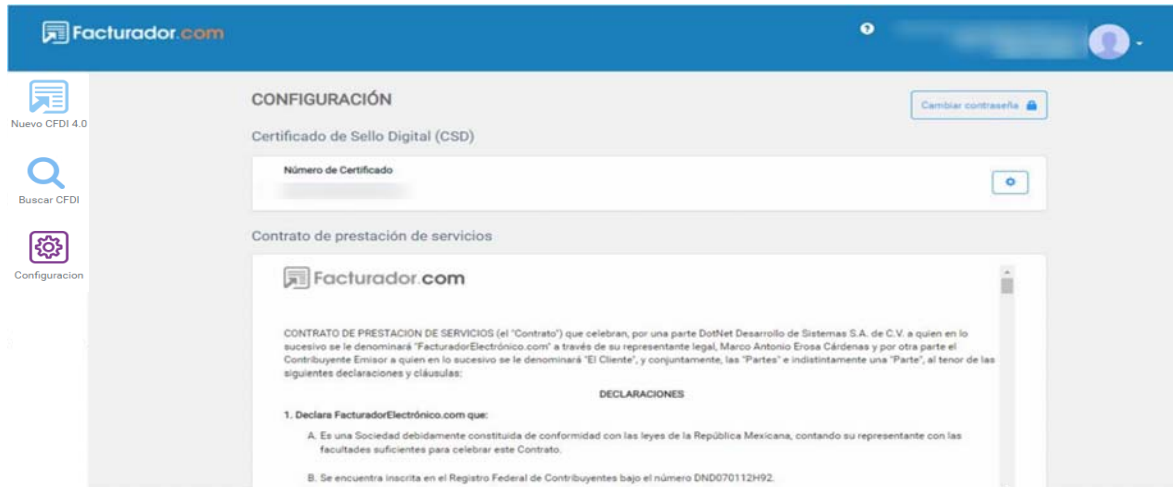 Facturador.com
Nuevo CFDI 4.0
Buscar CFDI
Configuracion
CONFIGURACIÓN
Cambiar contraseña
Certificado de Sello Digital (CSD)
Número de Certificado
Contrato de prestación de servicios
Facturador.com
CONTRATO DE PRESTACION DE SERVICIOS (el "Contrato") que celebran, por una parte DotNet Desarrollo de Sistemas S.A. de C.V. a quien en lo
sucesivo se le denominará "FacturadorElectrónico.com" a través de su representante legal, Marco Antonio Erosa Cárdenas y por otra parte el
Contribuyente Emisor a quien en lo sucesivo se le denominará "El Cliente", y conjuntamente, las "Partes" e indistintamente una "Parte", al tenor de las
siguientes declaraciones y cláusulas:
DECLARACIONES
1. Declara FacturadorElectrónico.com que:
A. Es una Sociedad debidamente constituida de conformidad con las leyes de la República Mexicana, contando su representante con las
facultades suficientes para celebrar este Contrato.
B. Se encuentra inscrita en el Registro Federal de Contribuyentes bajo el número DND070112H92.